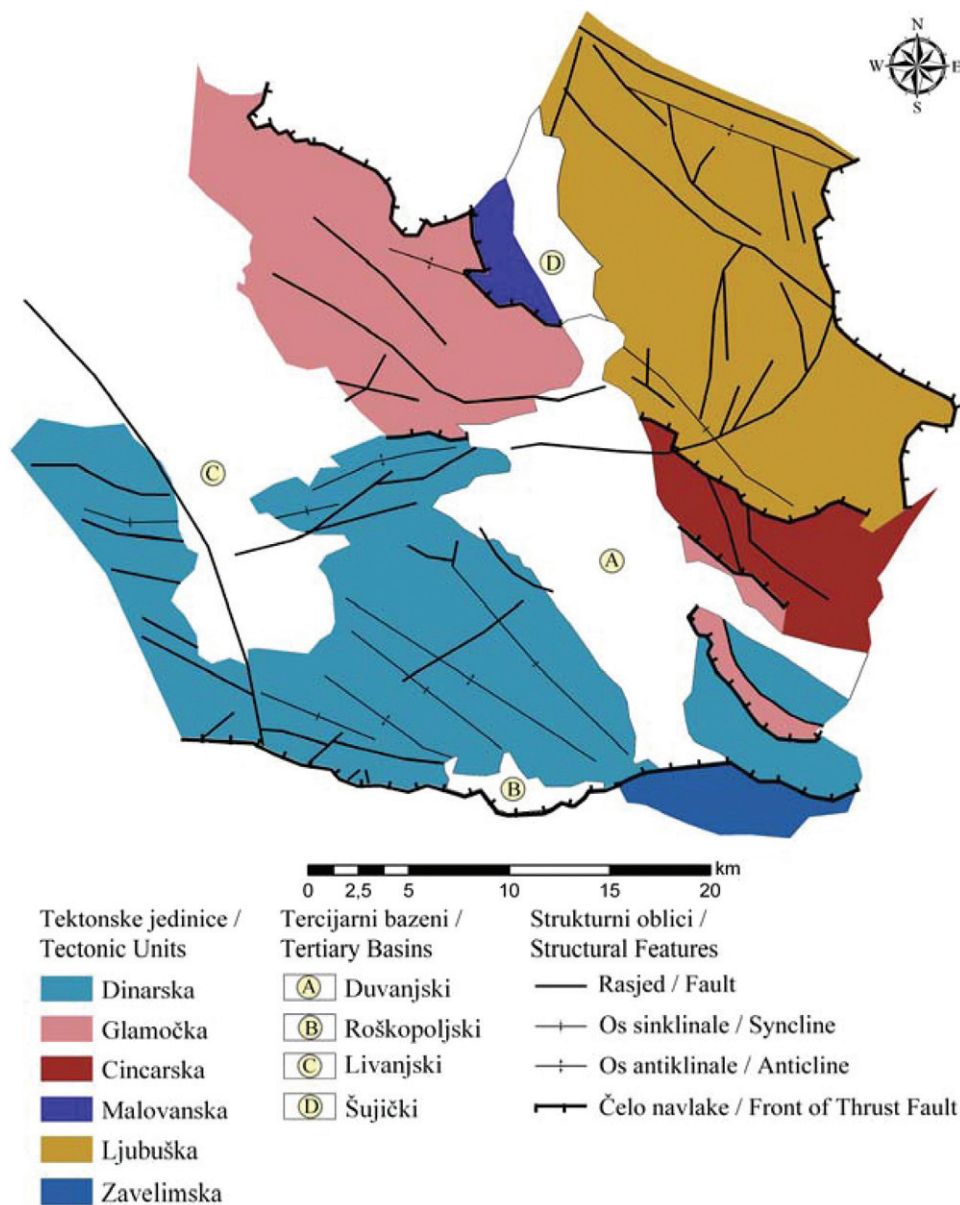 N
W E
S
D
C
A
B
km
0 2,5 5 10 15 20
Tektonske jedinice /
Tectonic Units
Dinarska
Glamočka
Cincarska
Malovanska
Ljubuška
Zavelimska
Tercijarni bazeni /
Tertiary Basins
A Duvanjski
B Roškopoljski
C Livanjski
D Šujički
Strukturni oblici /
Structural Features
Rasjed / Fault
Os sinklinale / Syncline
Os antiklinale / Anticline
Čelo navlake / Front of Thrust Fault